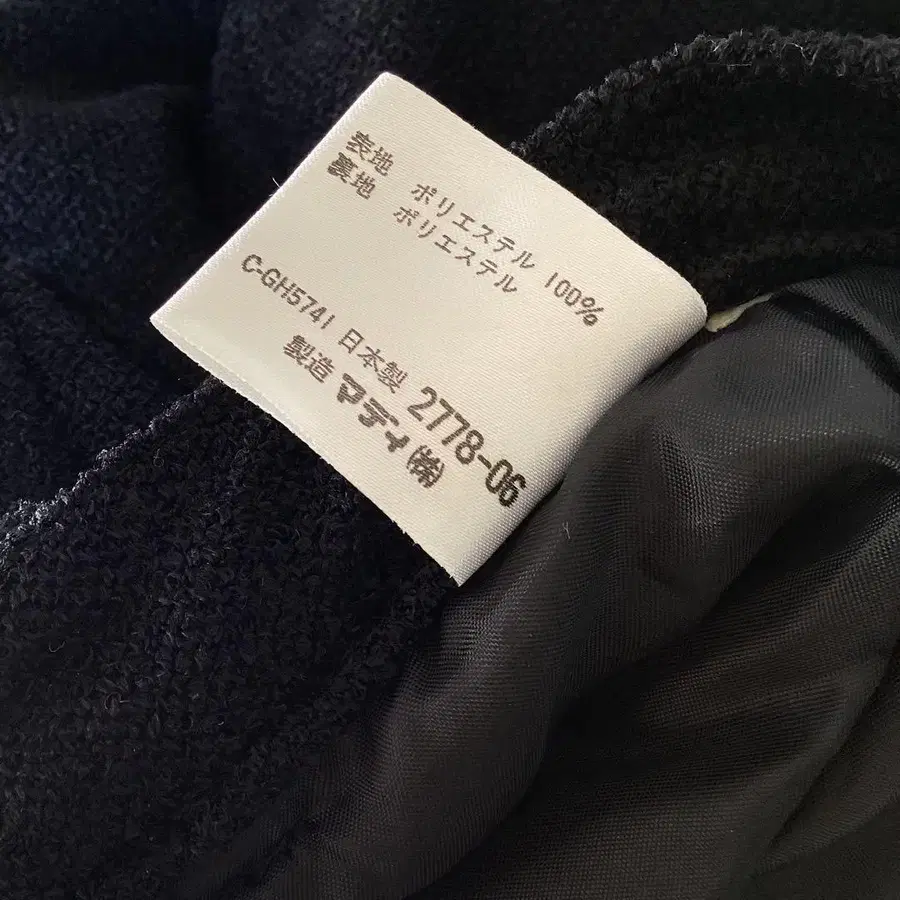 表地 ポリエステル 100%
裏地 ポリエステル
C-GH5741 日本製 2778-06
製造 マディ(株)